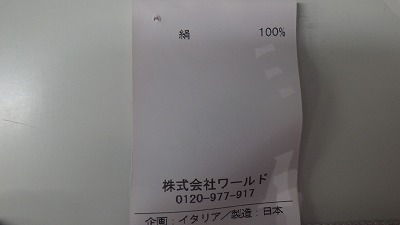 絹 100%
株式会社ワールド
0120-977-917
企画:イタリア/製造:日本